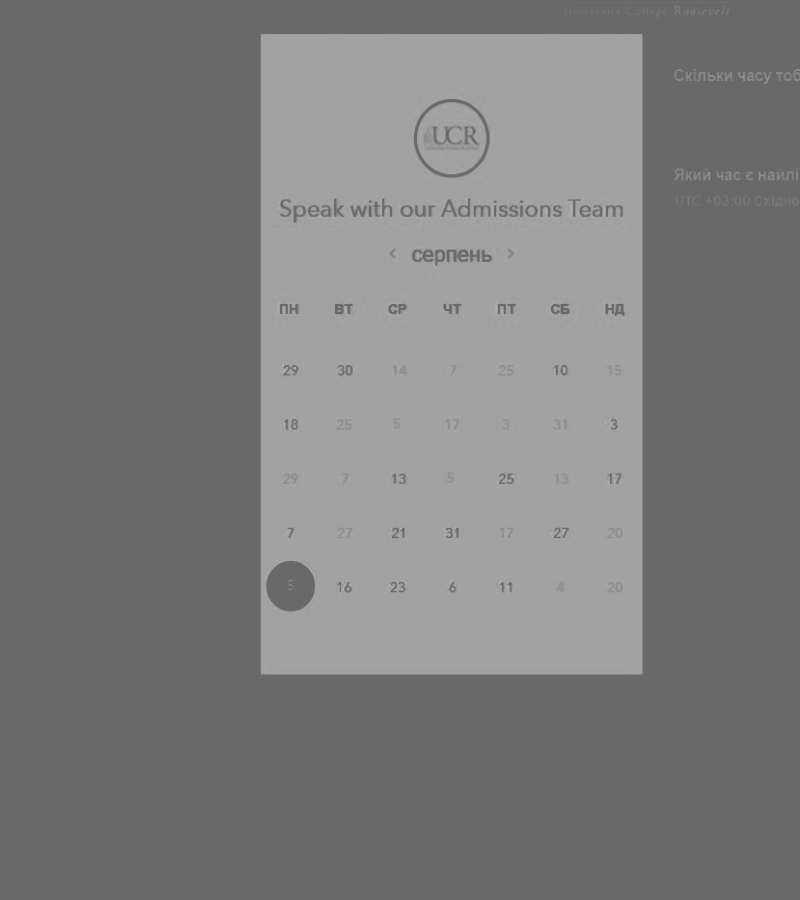 University College Roosevelt
Скільки часу тоб
UCR
Який час є найлі
UTC +03:00 Східно
Speak with our Admissions Team
< серпень >
ПН ВТ СР ЧТ ПТ СБ НД
29 30 14 7 25 10 15
18 25 5 17 3 31 3
29 7 13 5 25 13 17
7 27 21 31 17 27 20
5 16 23 6 11 4 20